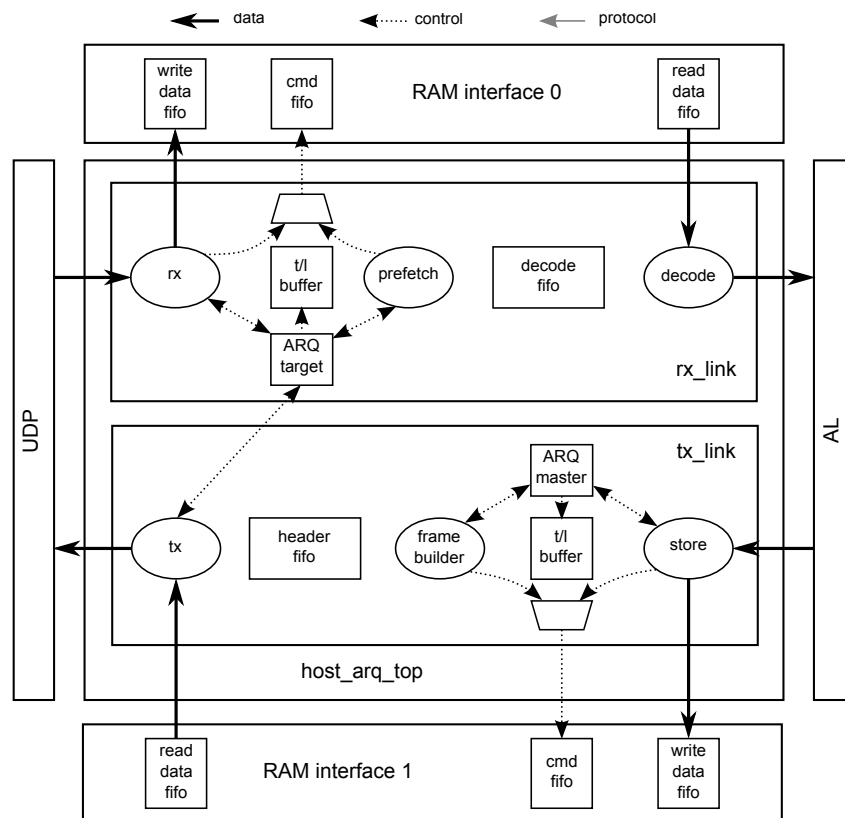 data
control
protocol
write
data
fifo
cmd
fifo
RAM interface 0
read
data
fifo
UDP
AL
rx
t/l
buffer
prefetch
decode
fifo
decode
ARQ
target
rx_link
tx_link
ARQ
master
tx
header
fifo
frame
builder
t/l
buffer
store
host_arq_top
read
data
fifo
RAM interface 1
cmd
fifo
write
data
fifo